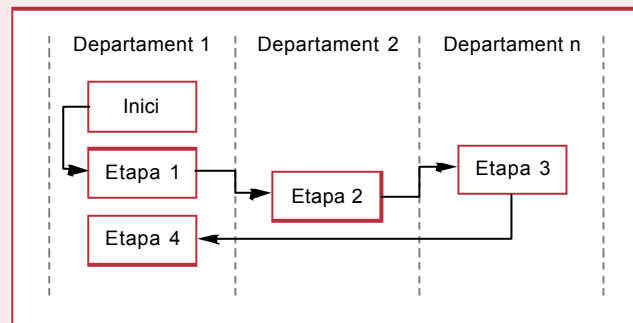 Departament 1
Departament 2
Departament n
Inici
Etapa 1
Etapa 2
Etapa 3
Etapa 4